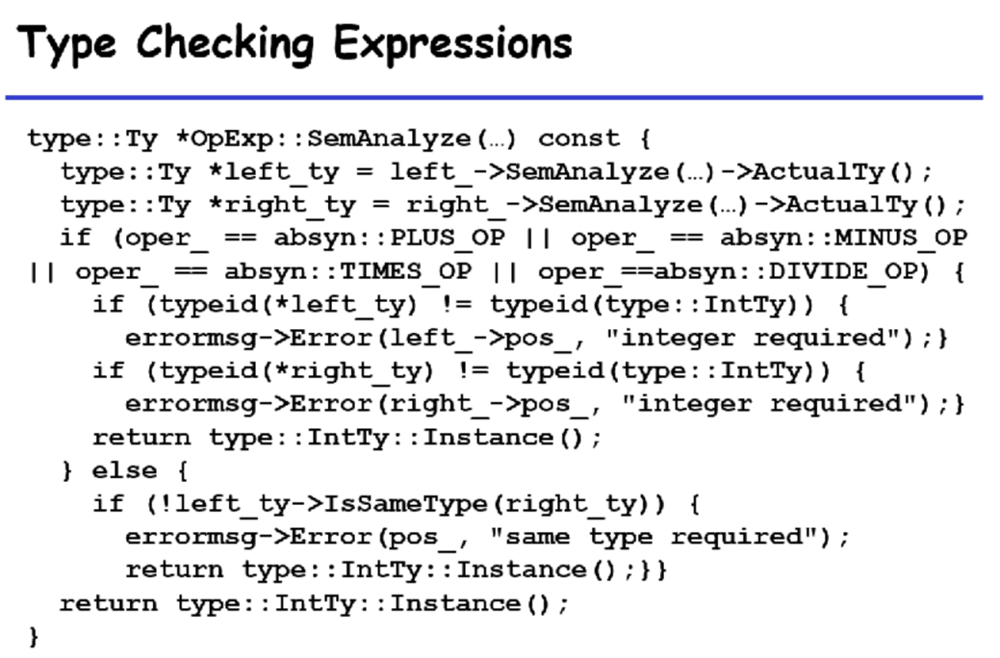 Type Checking Expressions
type::Ty *OpExp::SemAnalyze(…) const {
type::Ty *left_ty = left_->SemAnalyze(…)->ActualTy();
type::Ty *right_ty = right_->SemAnalyze(…)->ActualTy();
if (oper_ == absyn::PLUS_OP || oper_ == absyn::MINUS_OP
|| oper_ == absyn::TIMES_OP || oper_==absyn::DIVIDE_OP) {
if (typeid(*left_ty) != typeid(type::IntTy)) {
errormsg->Error(left_->pos_, "integer required");}
if (typeid(*right_ty) != typeid(type::IntTy)) {
errormsg->Error(right_->pos_, "integer required");}
return type::IntTy::Instance();
} else {
if (!left_ty->IsSameType(right_ty)) {
errormsg->Error(pos_, "same type required");
return type::IntTy::Instance();}}
return type::IntTy::Instance();
}